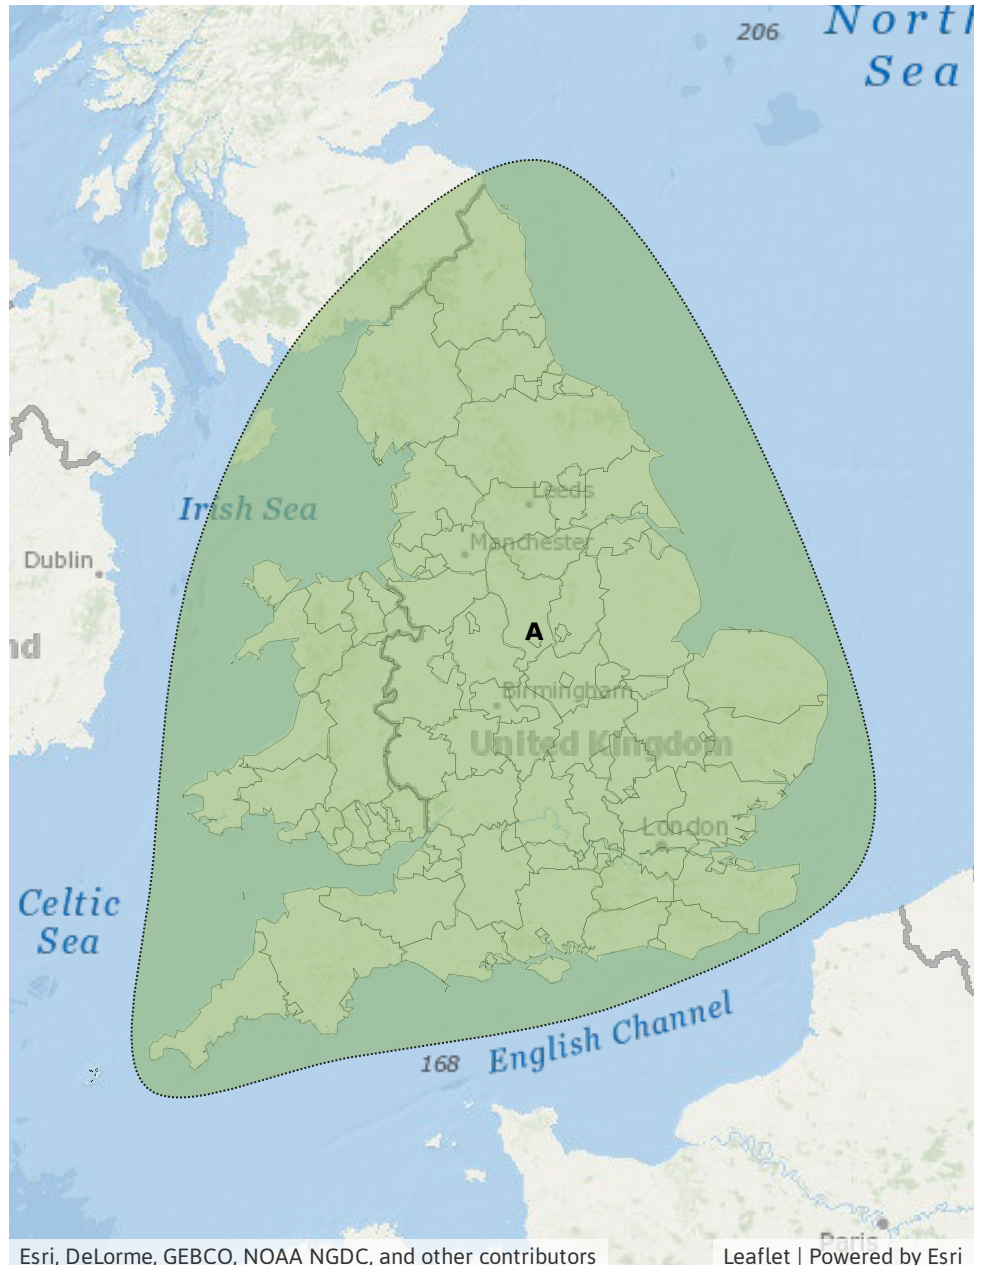 206
North
Sea
Leeds
Irish Sea
Manchester
Dublin
A
nd
Birmingham
United Kingdom
London
Celtic
Sea
English Channel
168
Paris
Esri, DeLorme, GEBCO, NOAA NGDC, and other contributors
Leaflet | Powered by Esri